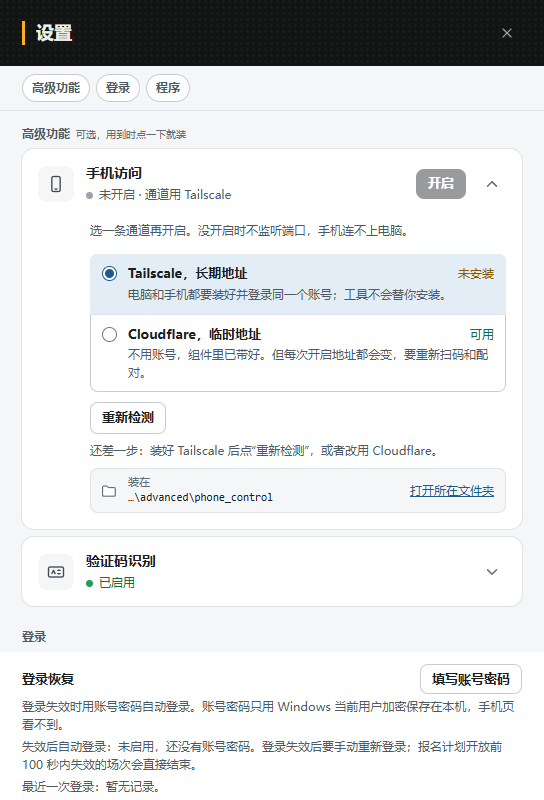 设置
高级功能 登录 程序
高级功能 可选，用到时点一下就装
手机访问
未开启 · 通道用 Tailscale
开启
选一条通道再开启。没开启时不监听端口，手机连不上电脑。
Tailscale，长期地址 未安装
电脑和手机都要装好并登录同一个账号；工具不会替你安装。
Cloudflare，临时地址 可用
不用账号，组件里已带好。但每次开启地址都会变，要重新扫码和配
对。
重新检测
还差一步：装好 Tailscale 后点“重新检测”，或者改用 Cloudflare。
装在
…\advanced\phone_control
打开所在文件夹
验证码识别
已启用
登录
登录恢复 填写账号密码
登录失效时用账号密码自动登录。账号密码只用 Windows 当前用户加密保存在本机，手机页
看不到。
失效后自动登录：未启用，还没有账号密码。登录失效后要手动重新登录；报名计划开放前
100 秒内失效的场次会直接结束。
最近一次登录：暂无记录。